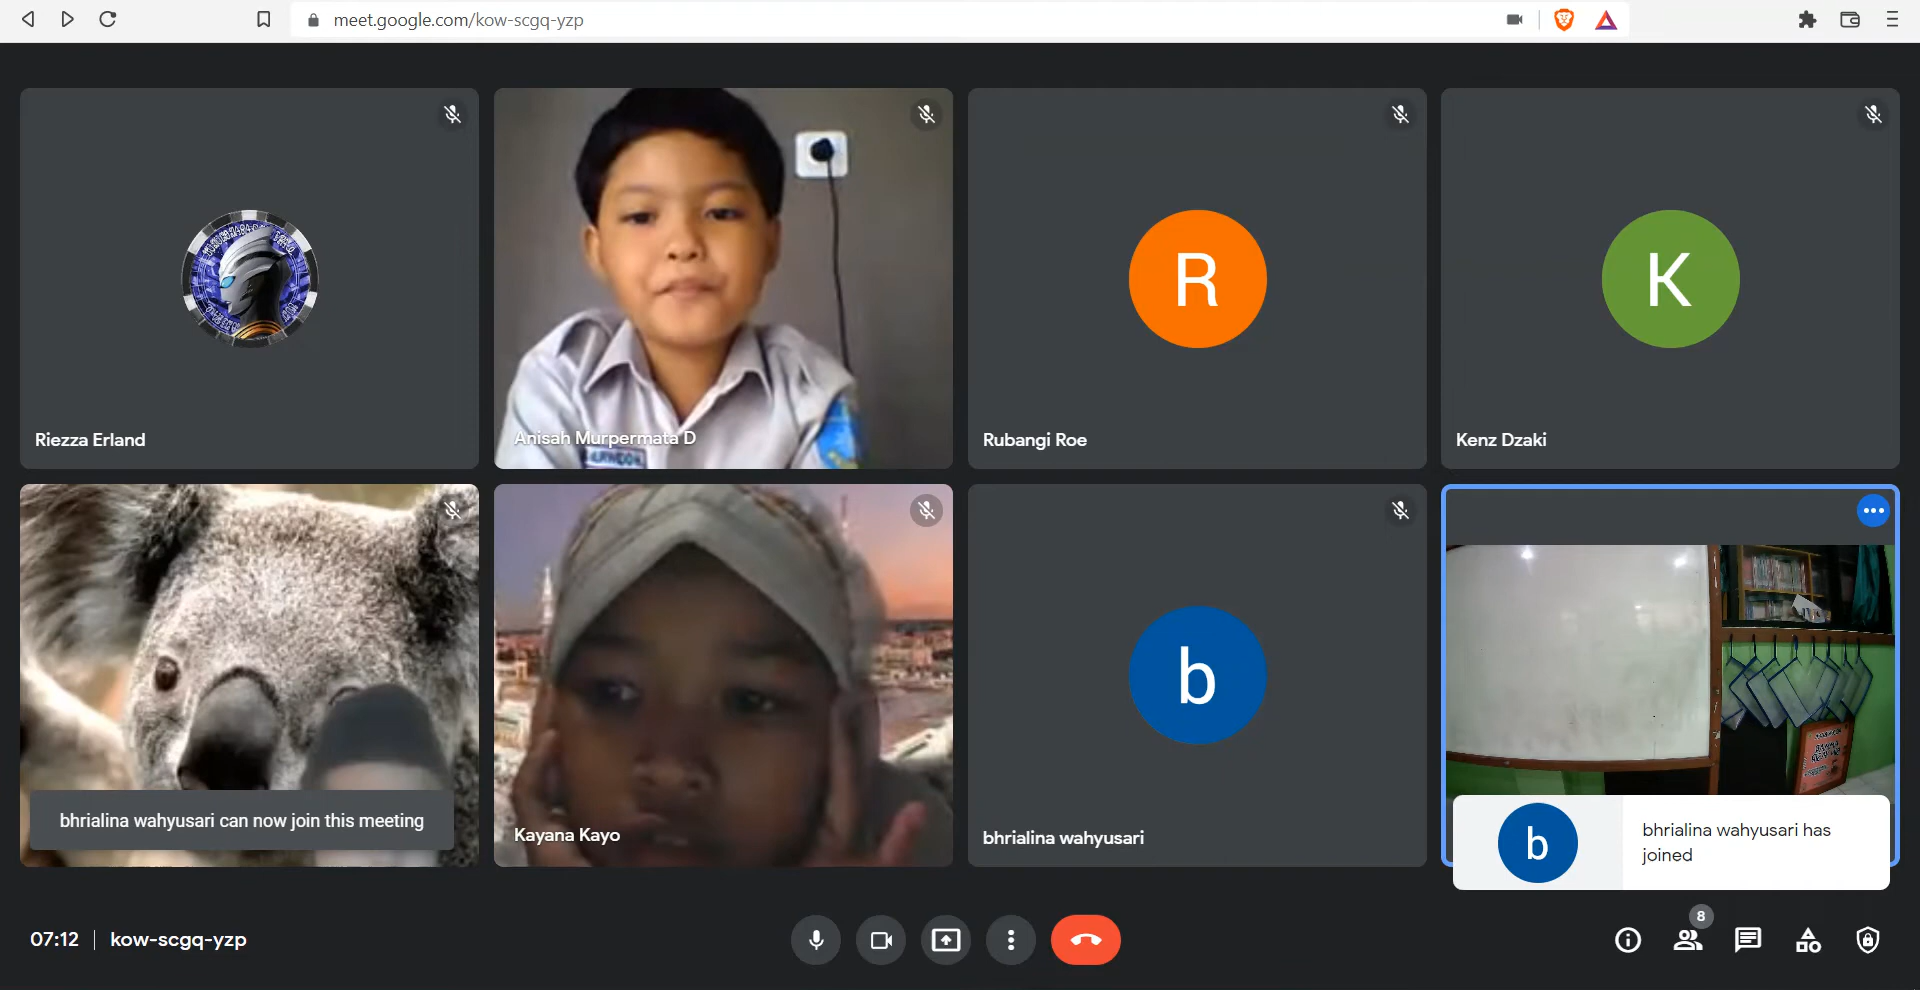 meet.google.com/kow-scgq-yzp
Riezza Erland
Anisah Murpermata D
R
Rubangi Roe
K
Kenz Dzaki
bhrialina wahyusari can now join this meeting
Kayana Kayo
b
bhrialina wahyusari
b
bhrialina wahyusari has
joined
07:12
kow-scgq-yzp
8